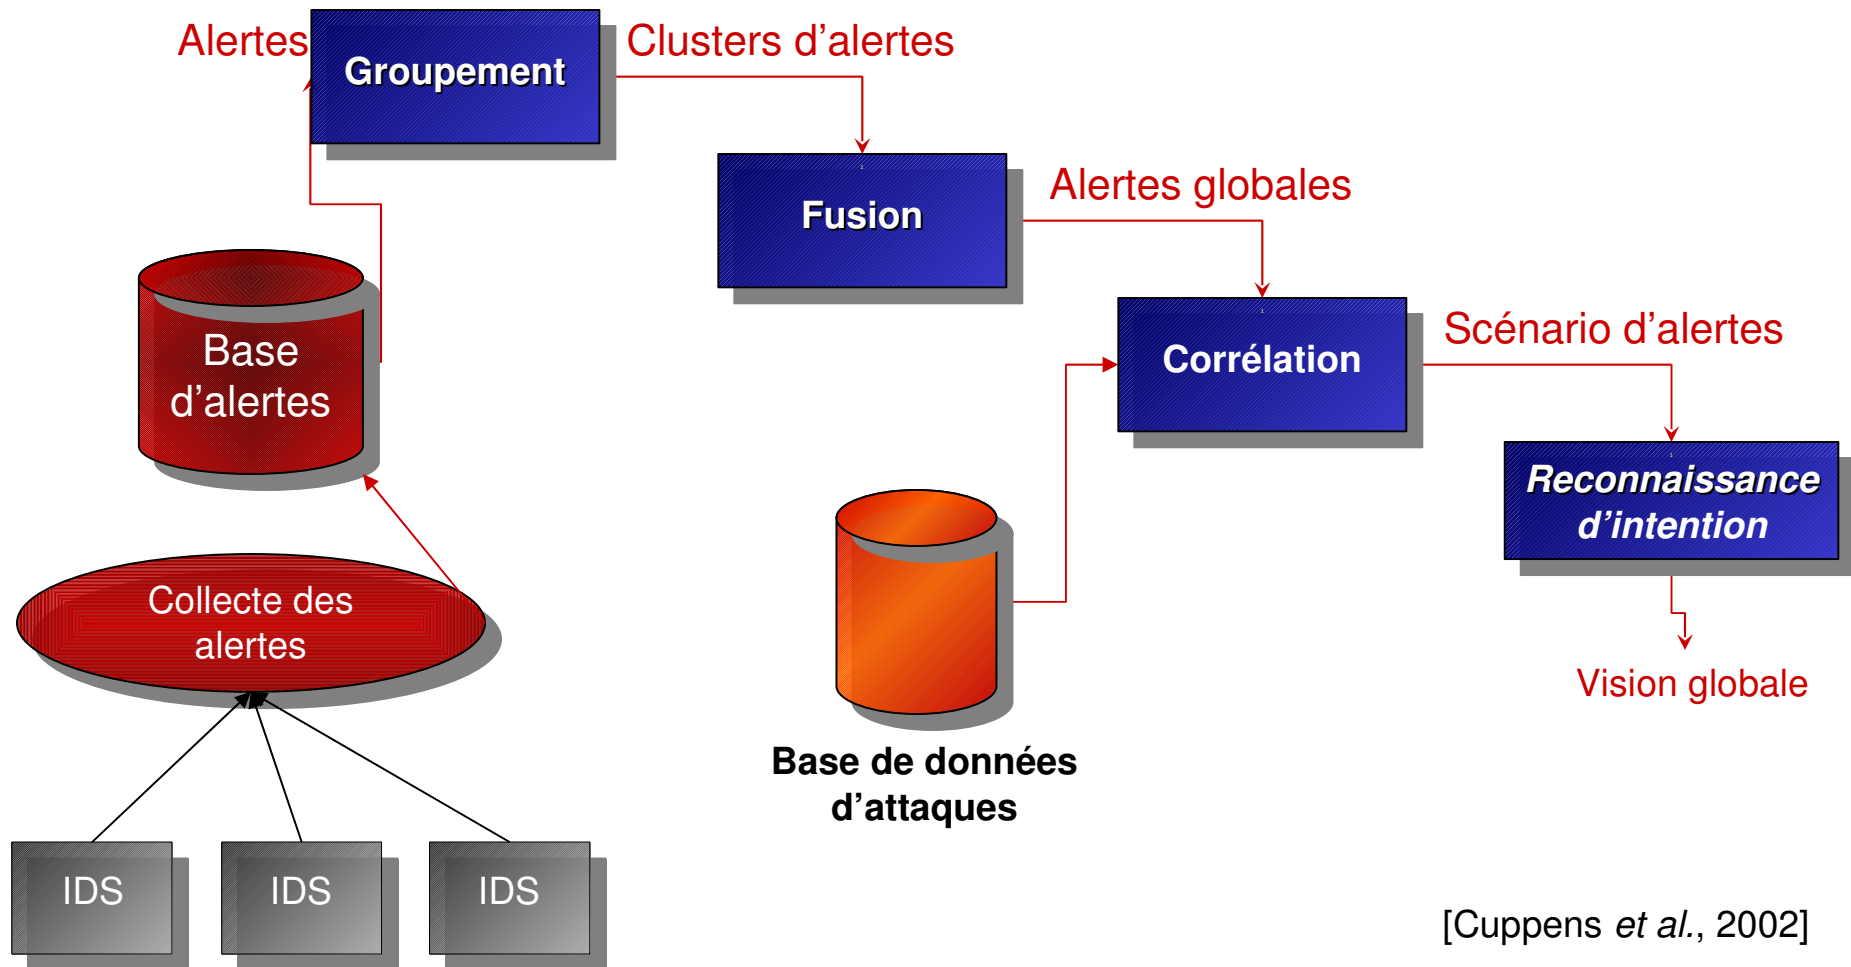 Alertes
Groupement
Clusters d’alertes
Fusion
Alertes globales
Base
d’alertes
Corrélation
Scénario d’alertes
Reconnaissance
d’intention
Collecte des
alertes
Vision globale
Base de données
d’attaques
IDS
IDS
IDS
[Cuppens et al., 2002]